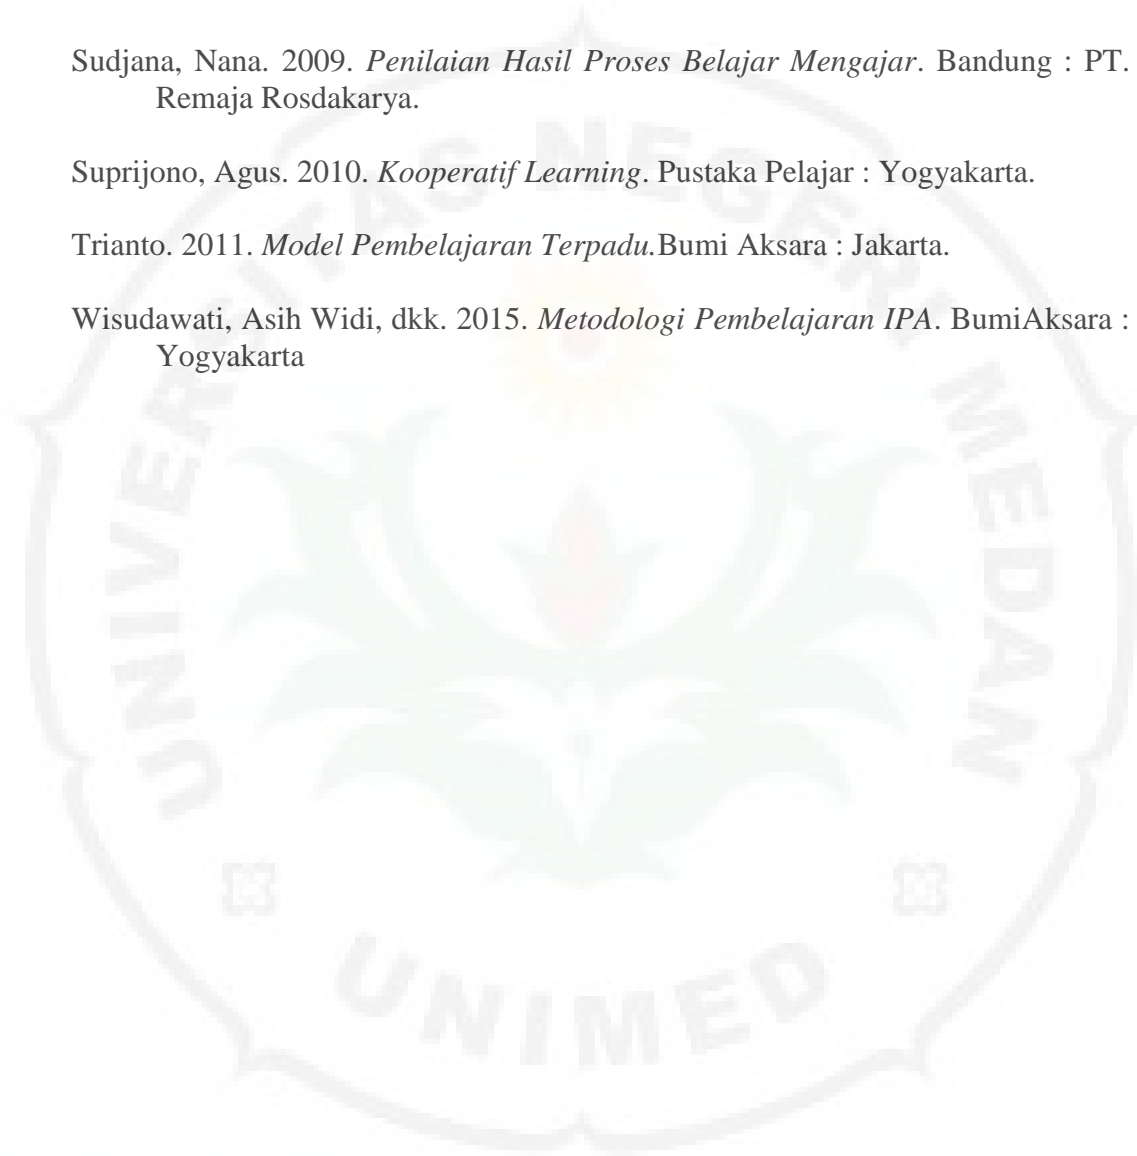 Sudjana, Nana. 2009. Penilaian Hasil Proses Belajar Mengajar. Bandung : PT.
Remaja Rosdakarya.
Suprijono, Agus. 2010. Kooperatif Learning. Pustaka Pelajar : Yogyakarta.
Trianto. 2011. Model Pembelajaran Terpadu.Bumi Aksara : Jakarta.
Wisudawati, Asih Widi, dkk. 2015. Metodologi Pembelajaran IPA. BumiAksara :
Yogyakarta
UNIVERSITAS NEGERI MEDAN
UNIMED